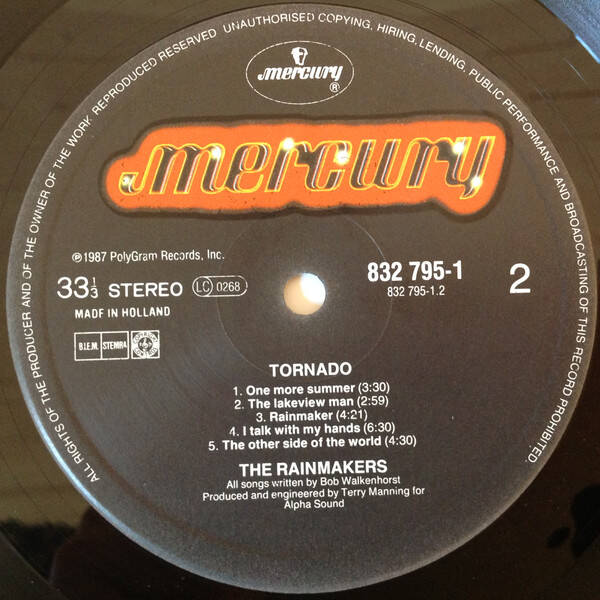 ALL RIGHTS OF THE PRODUCER AND OF THE OWNER OF THE WORK REPRODUCED RESERVED UNAUTHORISED COPYING, HIRING, LENDING, PUBLIC PERFORMANCE AND BROADCASTING OF THIS RECORD PROHIBITED.
mercury
®
mercury
℗1987 PolyGram Records, Inc.
33 1/3 STEREO LC 0268
MADE IN HOLLAND
B.I.E.M. STEMRA
832 795-1
832 795-1.2
2
TORNADO
1. One more summer (3:30)
2. The lakeview man (2:59)
3. Rainmaker (4:21)
4. I talk with my hands (6:30)
5. The other side of the world (4:30)
THE RAINMAKERS
All songs written by Bob Walkenhorst
Produced and engineered by Terry Manning for
Alpha Sound